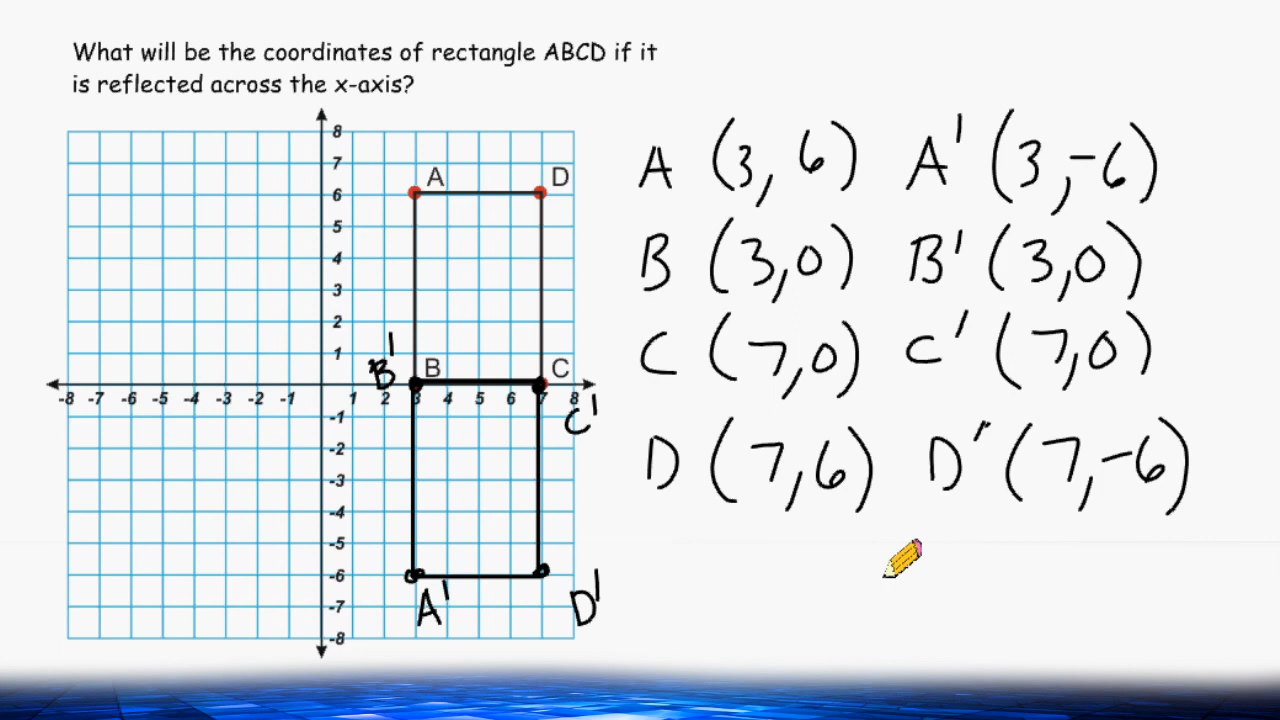 What will be the coordinates of rectangle ABCD if it
is reflected across the x-axis?
8
7
A D
6
5
4
3
2
1
B' B C
-8 -7 -6 -5 -4 -3 -2 -1 1 2 3 4 5 6 7 8
C'
-1
-2
-3
-4
-5
-6
A' D'
-7
-8
A (3, 6) A' (3, -6)
B (3,0) B' (3,0)
C (7,0) C' (7,0)
D (7,6) D' (7,-6)